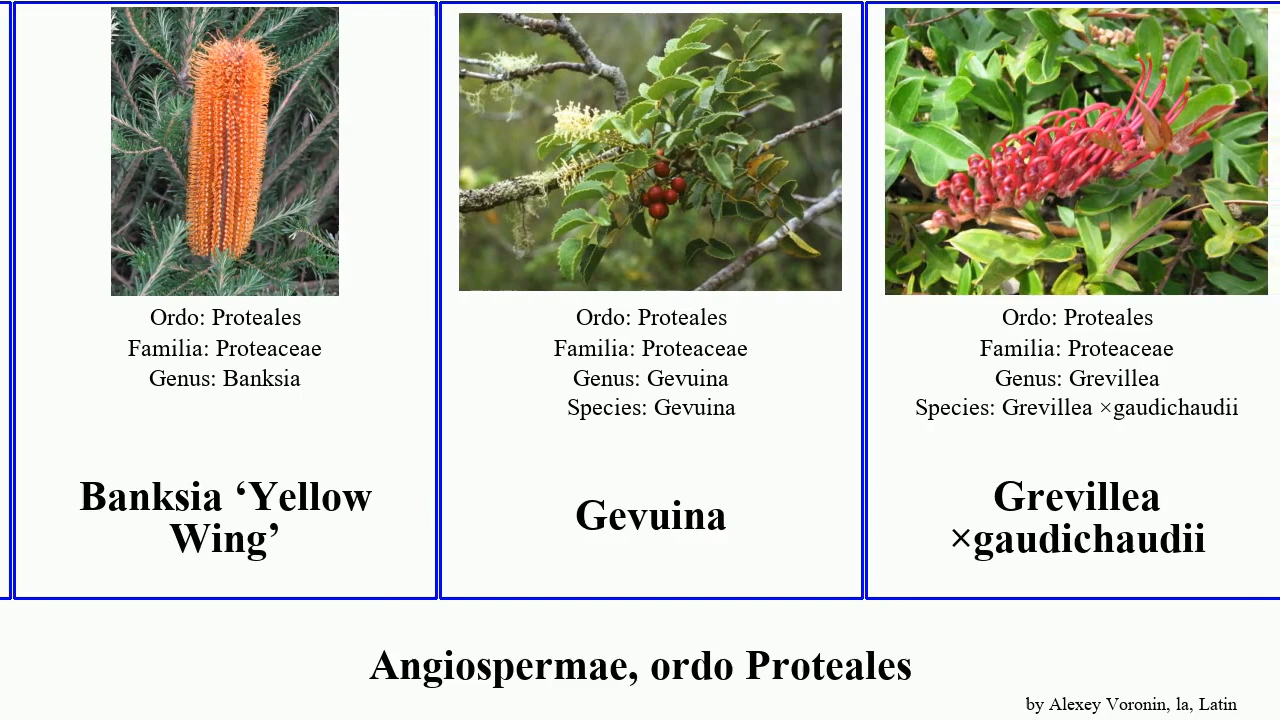 Ordo: Proteales
Familia: Proteaceae
Genus: Banksia
Banksia ‘Yellow
Wing’
Ordo: Proteales
Familia: Proteaceae
Genus: Gevuina
Species: Gevuina
Gevuina
Ordo: Proteales
Familia: Proteaceae
Genus: Grevillea
Species: Grevillea ×gaudichaudii
Grevillea
×gaudichaudii
Angiospermae, ordo Proteales
by Alexey Voronin, la, Latin